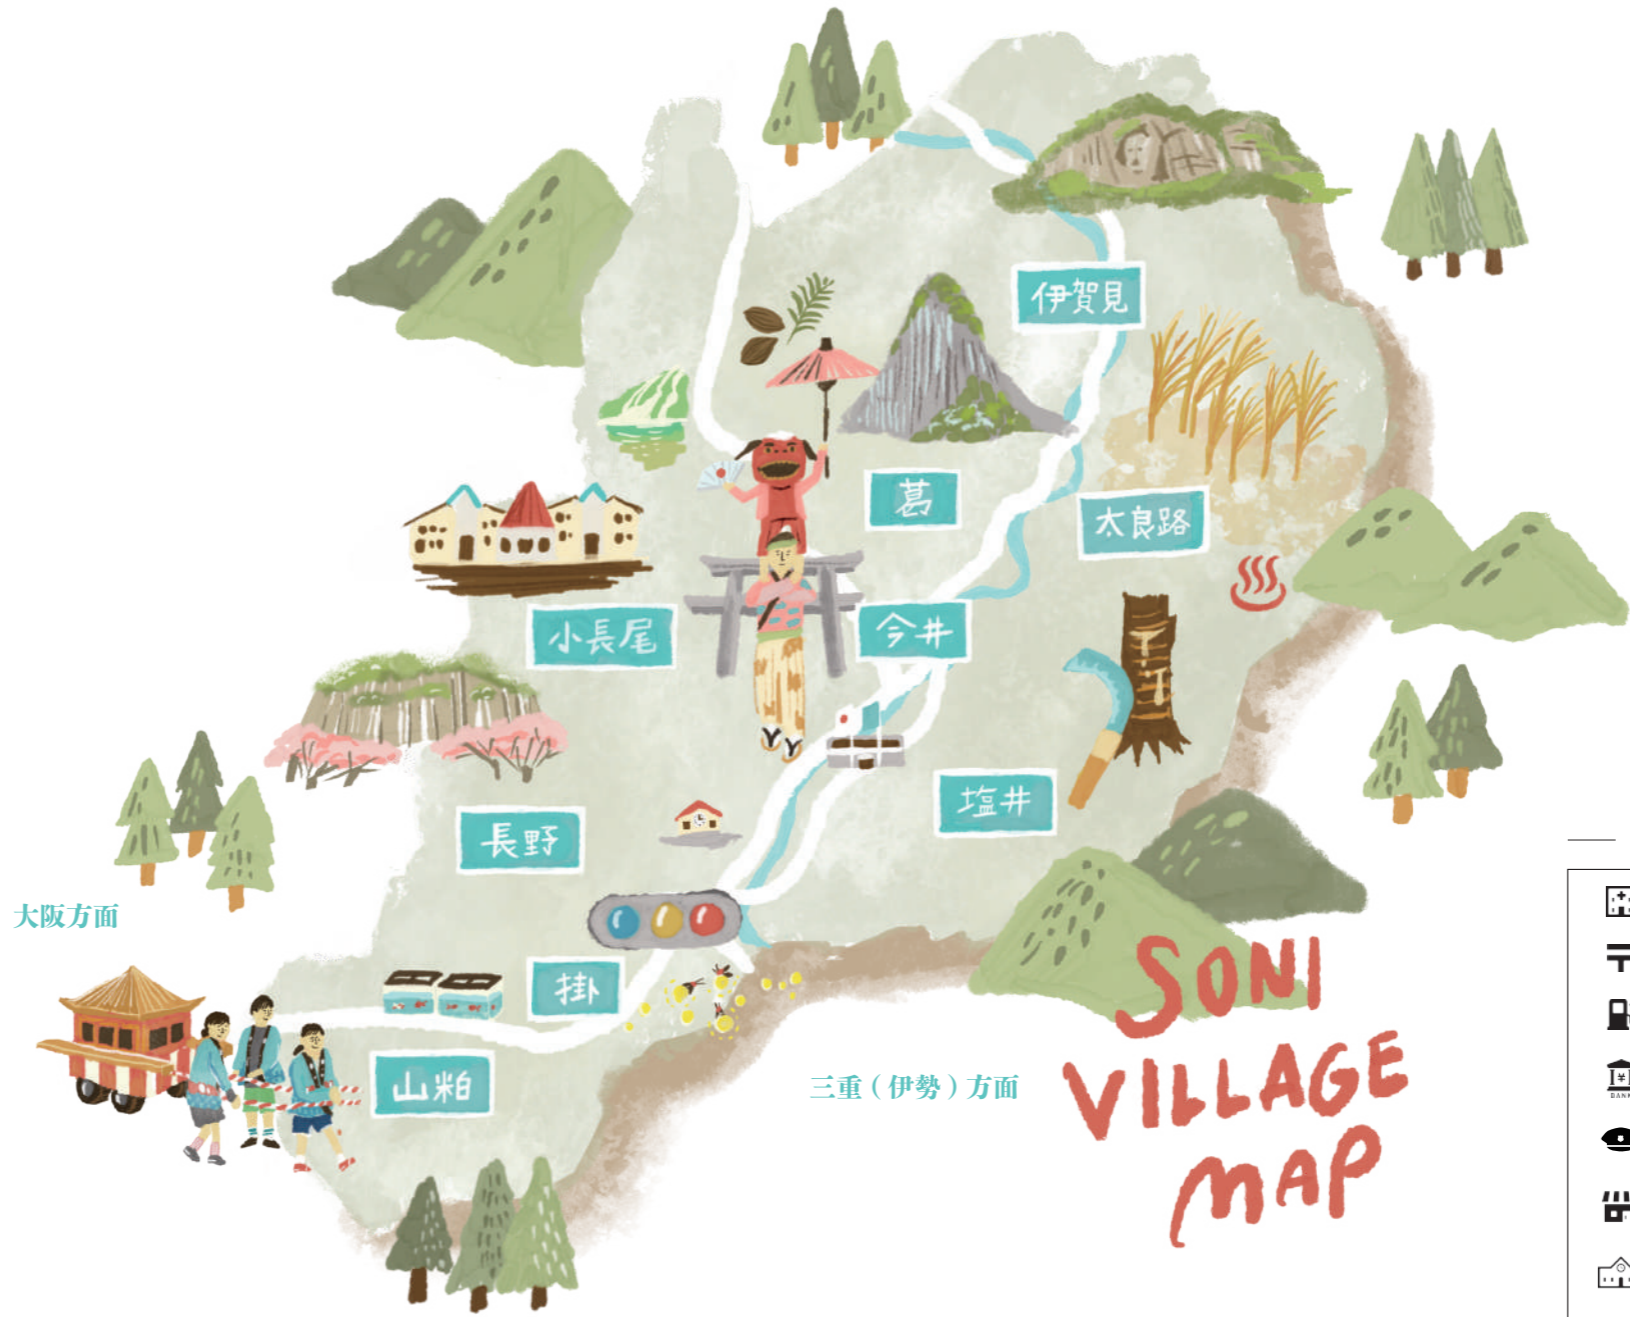 伊賀見
葛
太良路
小長尾
今井
塩井
長野
大阪方面
掛
山粕
三重(伊勢)方面
SONI
VILLAGE
MAP
BANK